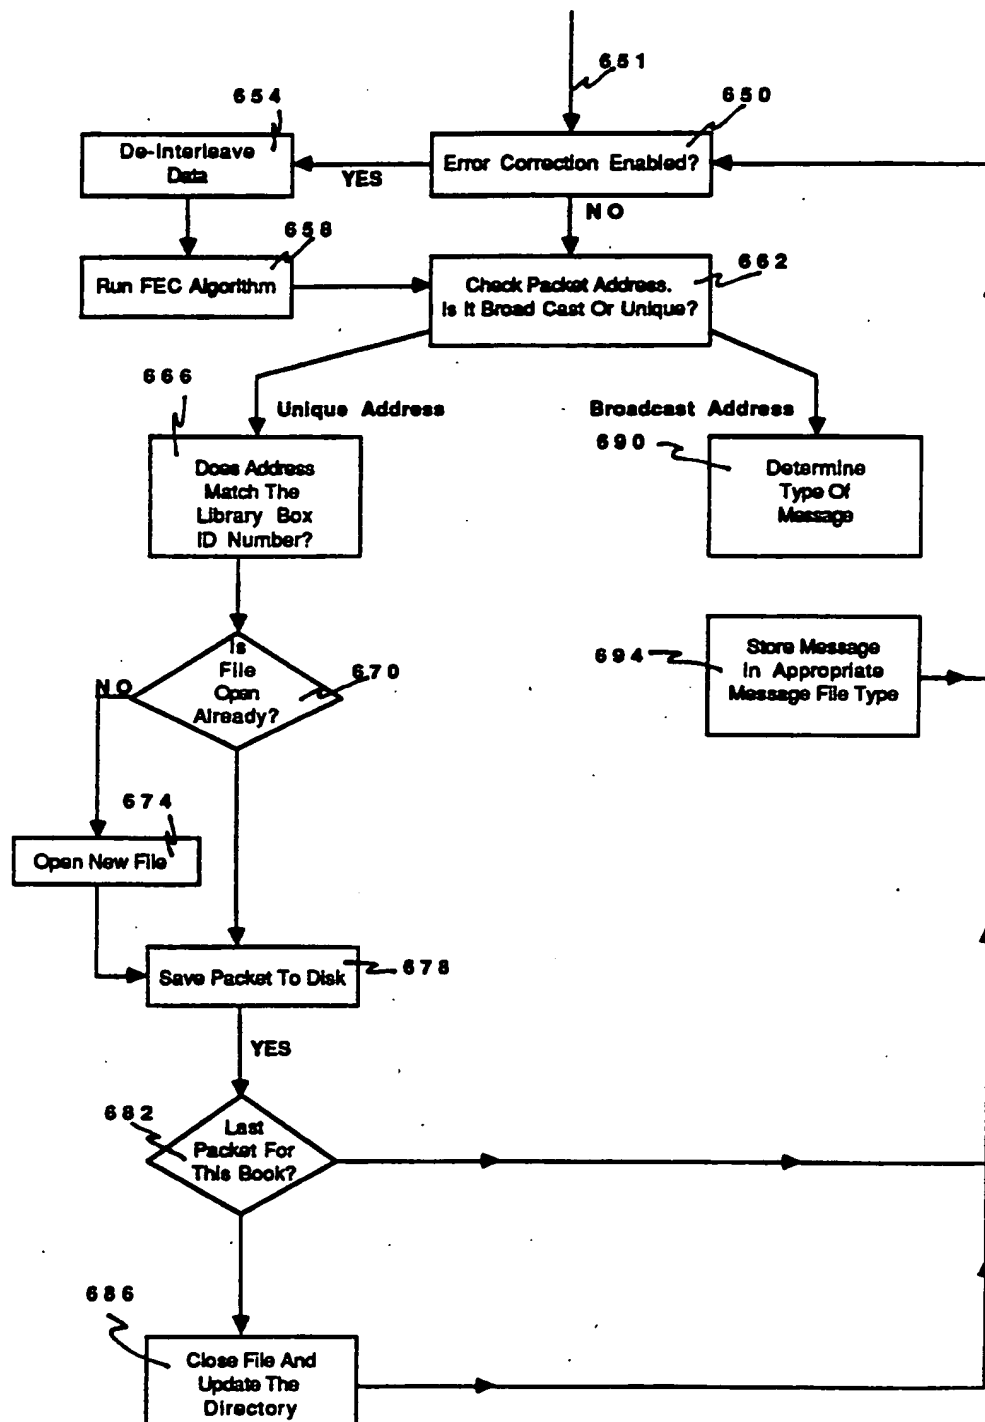 651
654
650
De-Interleave
Data
YES
Error Correction Enabled?
NO
658
662
Run FEC Algorithm
Check Packet Address.
Is It Broad Cast Or Unique?
666
Unique Address
Broadcast Address
690
Does Address
Match The
Library Box
ID Number?
Determine
Type Of
Message
Is
File
Open
Already?
670
NO
694
Store Message
In Appropriate
Message File Type
674
Open New File
Save Packet To Disk
678
YES
682
Last
Packet For
This Book?
686
Close File And
Update The
Directory